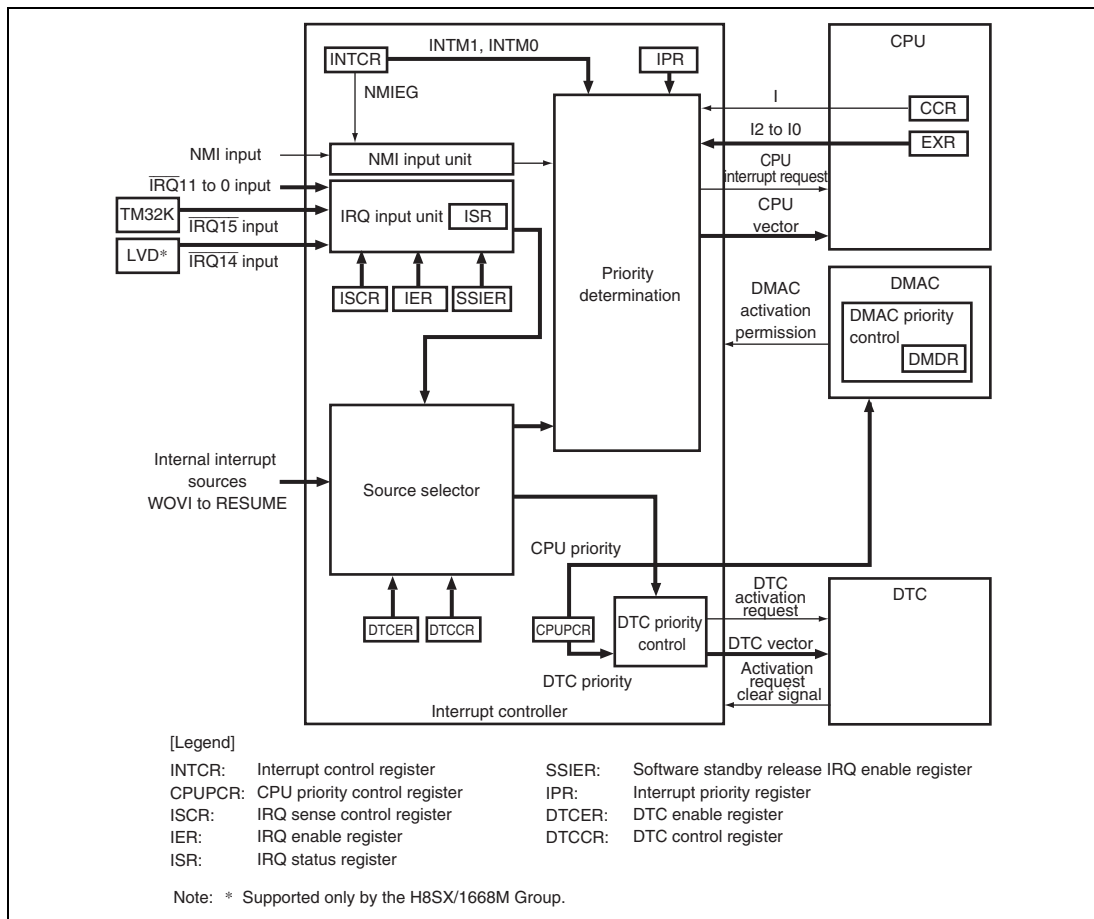 INTCR
INTM1, INTM0
IPR
CPU
NMIEG
I
CCR
I2 to I0
EXR
NMI input
NMI input unit
CPU
interrupt request
IRQ11 to 0 input
TM32K
IRQ input unit
ISR
CPU
vector
IRQ15 input
LVD*
IRQ14 input
ISCR
IER
SSIER
Priority
determination
DMAC
activation
permission
DMAC
DMAC priority
control
DMDR
Internal interrupt
sources
WOVI to RESUME
Source selector
CPU priority
DTCER
DTCCR
CPUPCR
DTC priority
control
DTC
activation
request
DTC
DTC vector
DTC priority
Activation
request
clear signal
Interrupt controller
[Legend]
INTCR: Interrupt control register
CPUPCR: CPU priority control register
ISCR: IRQ sense control register
IER: IRQ enable register
ISR: IRQ status register
SSIER: Software standby release IRQ enable register
IPR: Interrupt priority register
DTCER: DTC enable register
DTCCR: DTC control register
Note: * Supported only by the H8SX/1668M Group.